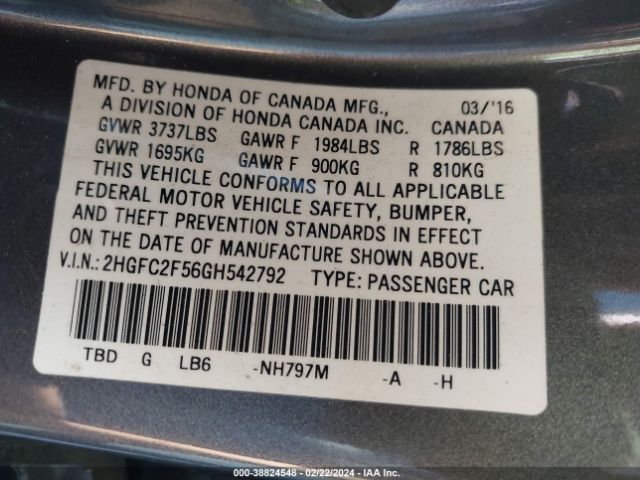 MFD. BY HONDA OF CANADA MFG., 03/'16
A DIVISION OF HONDA CANADA INC. CANADA
GVWR 3737LBS GAWR F 1984LBS R 1786LBS
GVWR 1695KG GAWR F 900KG R 810KG
THIS VEHICLE CONFORMS TO ALL APPLICABLE
FEDERAL MOTOR VEHICLE SAFETY, BUMPER,
AND THEFT PREVENTION STANDARDS IN EFFECT
ON THE DATE OF MANUFACTURE SHOWN ABOVE.
V.I.N.: 2HGFC2F56GH542792 TYPE: PASSENGER CAR
TBD G LB6 -NH797M -A -H
(IAA) - 38824548 - 02/22/2024 - IAA Inc.